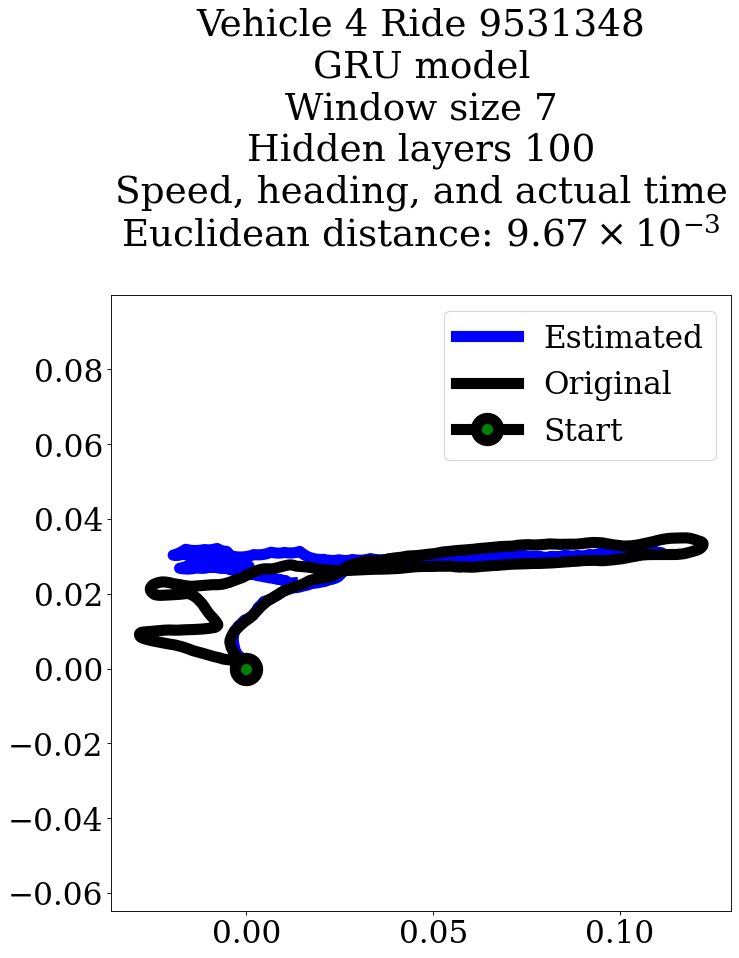 Vehicle 4 Ride 9531348
GRU model
Window size 7
Hidden layers 100
Speed, heading, and actual time
Euclidean distance: 9.67 × 10⁻³
Estimated
Original
Start
0.08
0.06
0.04
0.02
0.00
−0.02
−0.04
−0.06
0.00 0.05 0.10